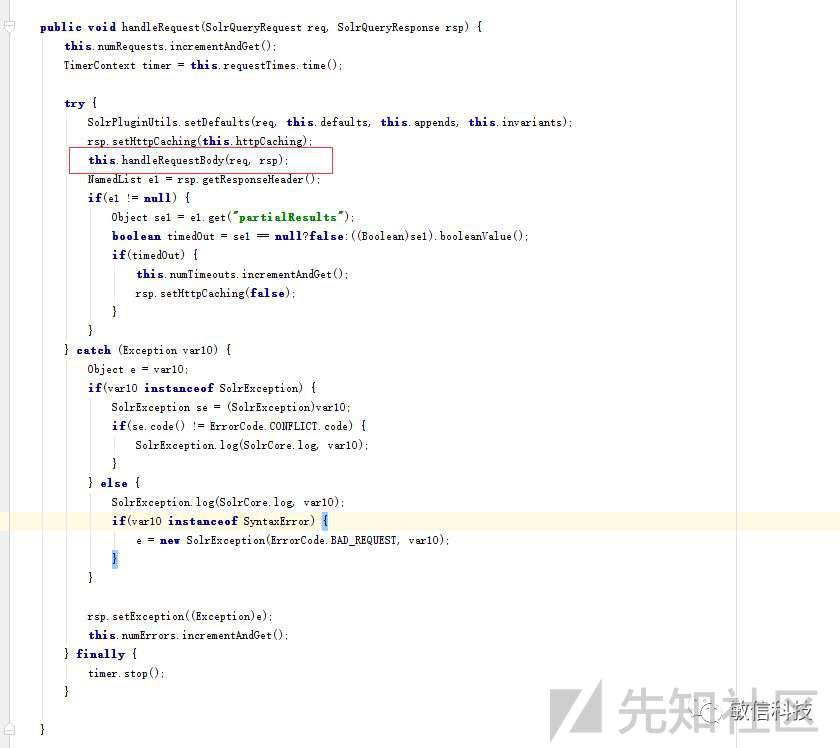 public void handleRequest(SolrQueryRequest req, SolrQueryResponse rsp) {
this.numRequests.incrementAndGet();
TimerContext timer = this.requestTimes.time();
try {
SolrPluginUtils.setDefaults(req, this.defaults, this.appends, this.invariants);
rsp.setHttpCaching(this.httpCaching);
this.handleRequestBody(req, rsp);
NamedList e1 = rsp.getResponseHeader();
if(e1 != null) {
Object se1 = e1.get("partialResults");
boolean timedOut = se1 == null?false:((Boolean)se1).booleanValue();
if(timedOut) {
this.numTimeouts.incrementAndGet();
rsp.setHttpCaching(false);
}
}
} catch (Exception var10) {
Object e = var10;
if(var10 instanceof SolrException) {
SolrException se = (SolrException)var10;
if(se.code() != ErrorCode.CONFLICT.code) {
SolrException.log(SolrCore.log, var10);
}
} else {
SolrException.log(SolrCore.log, var10);
if(var10 instanceof SyntaxError) {
e = new SolrException(ErrorCode.BAD_REQUEST, var10);
}
}
rsp.setException((Exception)e);
this.numErrors.incrementAndGet();
} finally {
timer.stop();
}
}
先知社区
敏信科技